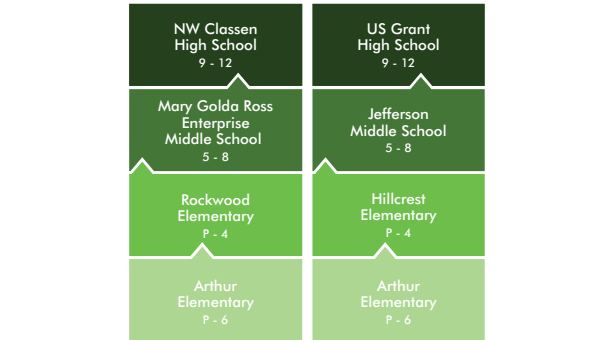 NW Classen
High School
9 - 12
Mary Golda Ross
Enterprise
Middle School
5 - 8
Rockwood
Elementary
P - 4
Arthur
Elementary
P - 6
US Grant
High School
9 - 12
Jefferson
Middle School
5 - 8
Hillcrest
Elementary
P - 4
Arthur
Elementary
P - 6